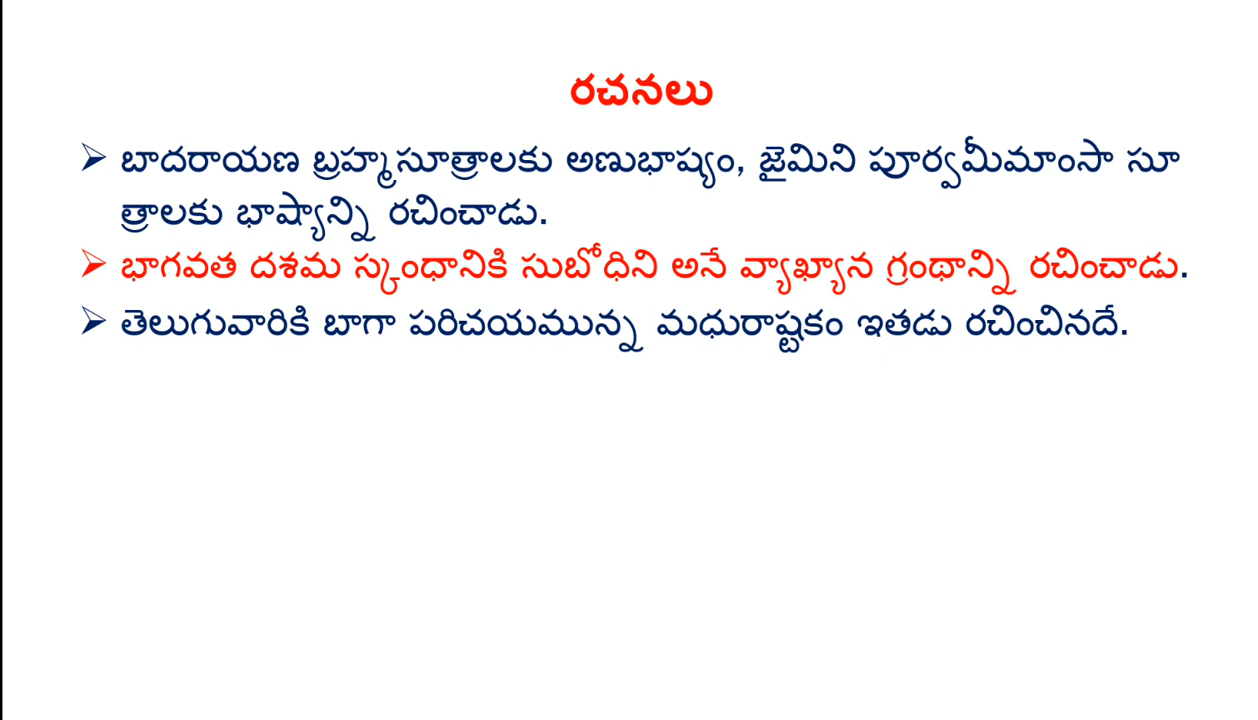 రచనలు
➢ బాదరాయణ బ్రహ్మసూత్రాలకు అణుభాష్యం, జైమిని పూర్వమీమాంసా సూ
త్రాలకు భాష్యాన్ని రచించాడు.
➢ భాగవత దశమ స్కంధానికి సుబోధిని అనే వ్యాఖ్యాన గ్రంథాన్ని రచించాడు.
➢ తెలుగువారికి బాగా పరిచయమున్న మధురాష్టకం ఇతడు రచించినదే.